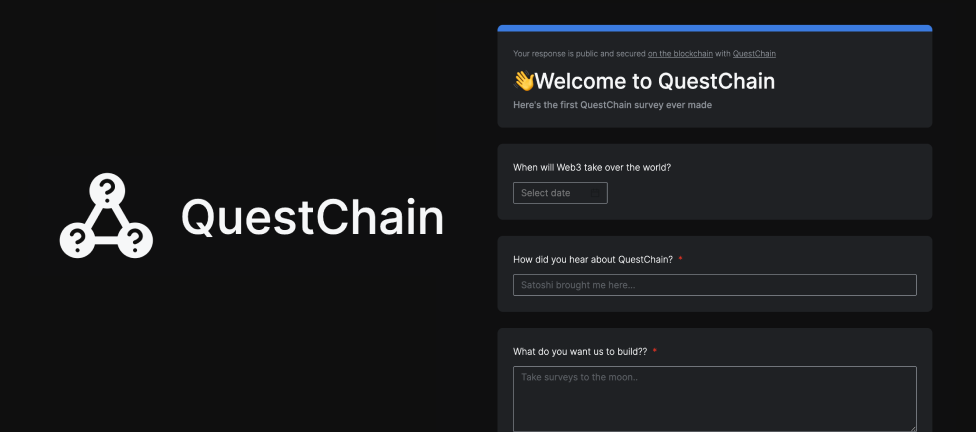 ? 
? ?
QuestChain
Your response is public and secured on the blockchain with QuestChain
👋Welcome to QuestChain
Here's the first QuestChain survey ever made
When will Web3 take over the world?
Select date
How did you hear about QuestChain? *
Satoshi brought me here...
What do you want us to build?? *
Take surveys to the moon..